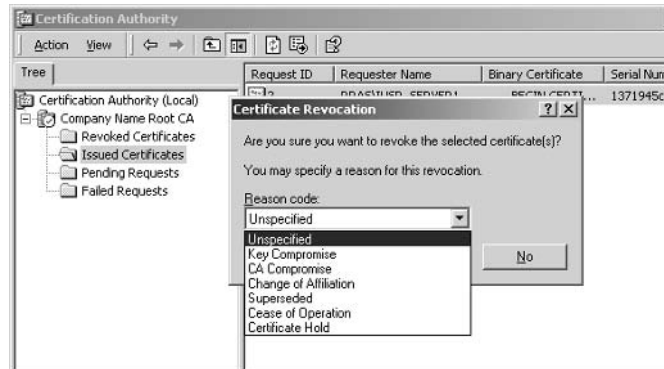 Certification Authority
Action View
Tree
Request ID Requester Name Binary Certificate Serial Num
Certification Authority (Local)
Company Name Root CA
Revoked Certificates
Issued Certificates
Pending Requests
Failed Requests
1371945c
Certificate Revocation
Are you sure you want to revoke the selected certificate(s)?
You may specify a reason for this revocation.
Reason code:
Unspecified
Unspecified
Key Compromise
CA Compromise
Change of Affiliation
Superseded
Cease of Operation
Certificate Hold
No